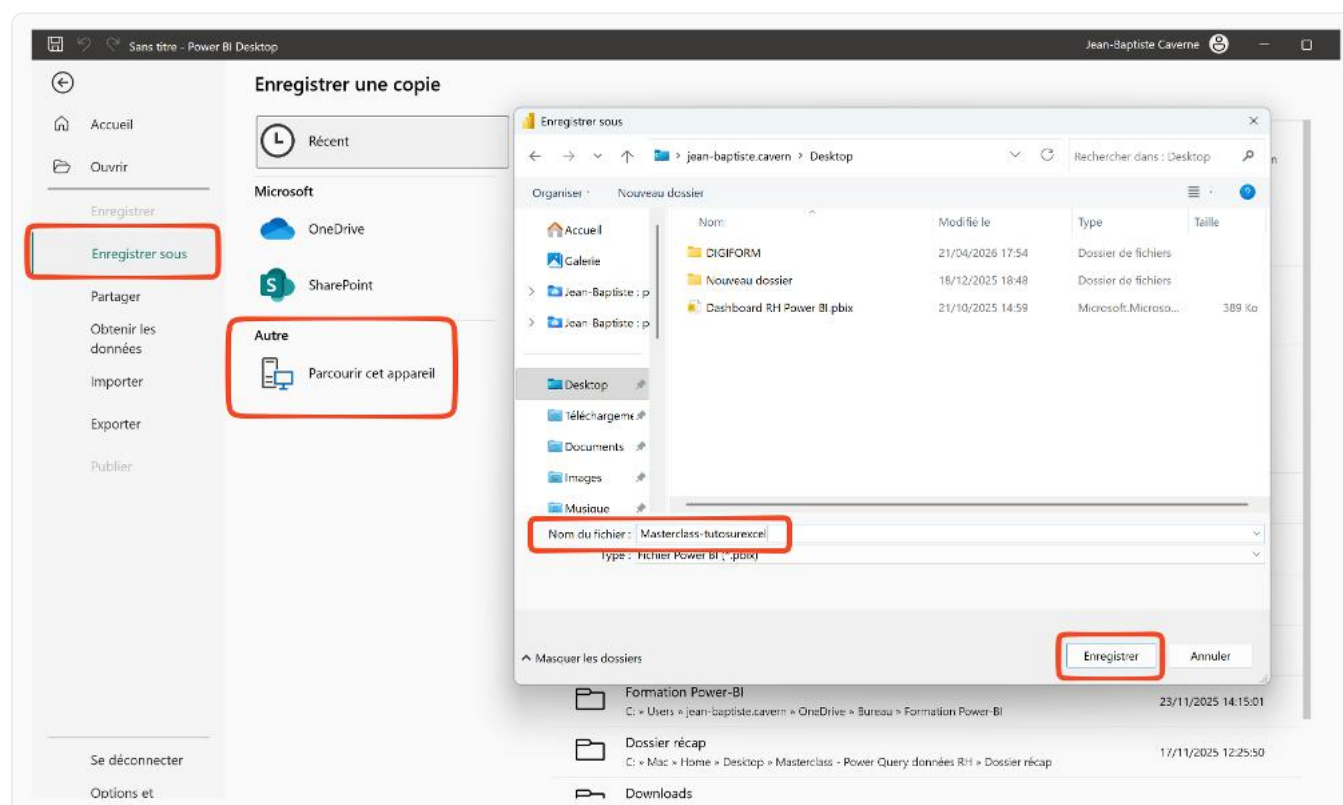 Sans titre - Power BI Desktop
Jean-Baptiste Caverne
Enregistrer une copie
Accueil
Ouvrir
Enregistrer
Enregistrer sous
Partager
Obtenir les
données
Importer
Exporter
Publier
Se déconnecter
Options et
Récent
Microsoft
OneDrive
SharePoint
Autre
Parcourir cet appareil
Enregistrer sous
jean-baptiste.cavern > Desktop
Rechercher dans : Desktop
n
Organiser
Nouveau dossier
Accueil
Galerie
Jean-Baptiste : p
Jean-Baptiste : p
Desktop
Téléchargeme
Documents
Images
Musique
Nom Modifié le Type Taille
DIGIFORM 21/04/2026 17:54 Dossier de fichiers
Nouveau dossier 18/12/2025 18:48 Dossier de fichiers
Dashboard RH Power BI.pbix 21/10/2025 14:59 Microsoft.Microso... 389 Ko
Nom du fichier : Masterclass-tutosurexcel
Type : Fichier Power BI (*.pbix)
Masquer les dossiers
Enregistrer
Annuler
Formation Power-BI
C: » Users » jean-baptiste.cavern » OneDrive » Bureau » Formation Power-BI
23/11/2025 14:15:01
Dossier récap
C: » Mac » Home » Desktop » Masterclass - Power Query données RH » Dossier récap
17/11/2025 12:25:50
Downloads